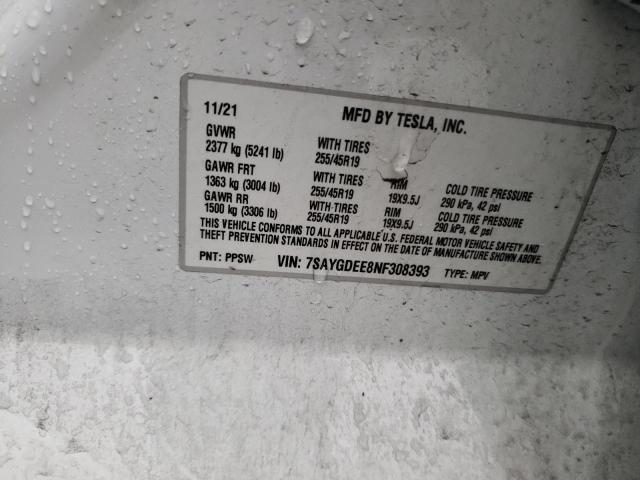 11/21 MFD BY TESLA, INC.
GVWR
2377 kg (5241 lb) WITH TIRES
255/45R19
GAWR FRT
1363 kg (3004 lb) WITH TIRES RIM COLD TIRE PRESSURE
255/45R19 19X9.5J 290 kPa, 42 psi
GAWR RR
1500 kg (3306 lb) WITH TIRES RIM COLD TIRE PRESSURE
255/45R19 19X9.5J 290 kPa, 42 psi
THIS VEHICLE CONFORMS TO ALL APPLICABLE U.S. FEDERAL MOTOR VEHICLE SAFETY AND
THEFT PREVENTION STANDARDS IN EFFECT ON THE DATE OF MANUFACTURE SHOWN ABOVE.
PNT: PPSW VIN: 7SAYGDEE8NF308393 TYPE: MPV